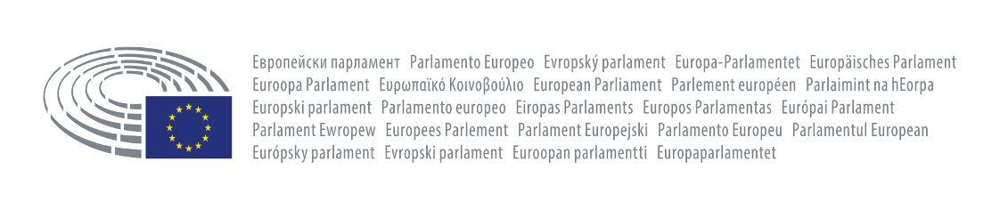 Европейски парламент Parlamento Europeo Evropský parlament Europa-Parlamentet Europäisches Parlament
Euroopa Parlament Ευρωπαϊκό Κοινοβούλιο European Parliament Parlement européen Parlaimint na hEorpa
Europski parlament Parlamento europeo Eiropas Parlaments Europos Parlamentas Európai Parlament
Parlament Ewropew Europees Parlement Parlament Europejski Parlamento Europeu Parlamentul European
Európsky parlament Evropski parlament Euroopan parlamentti Europaparlamentet